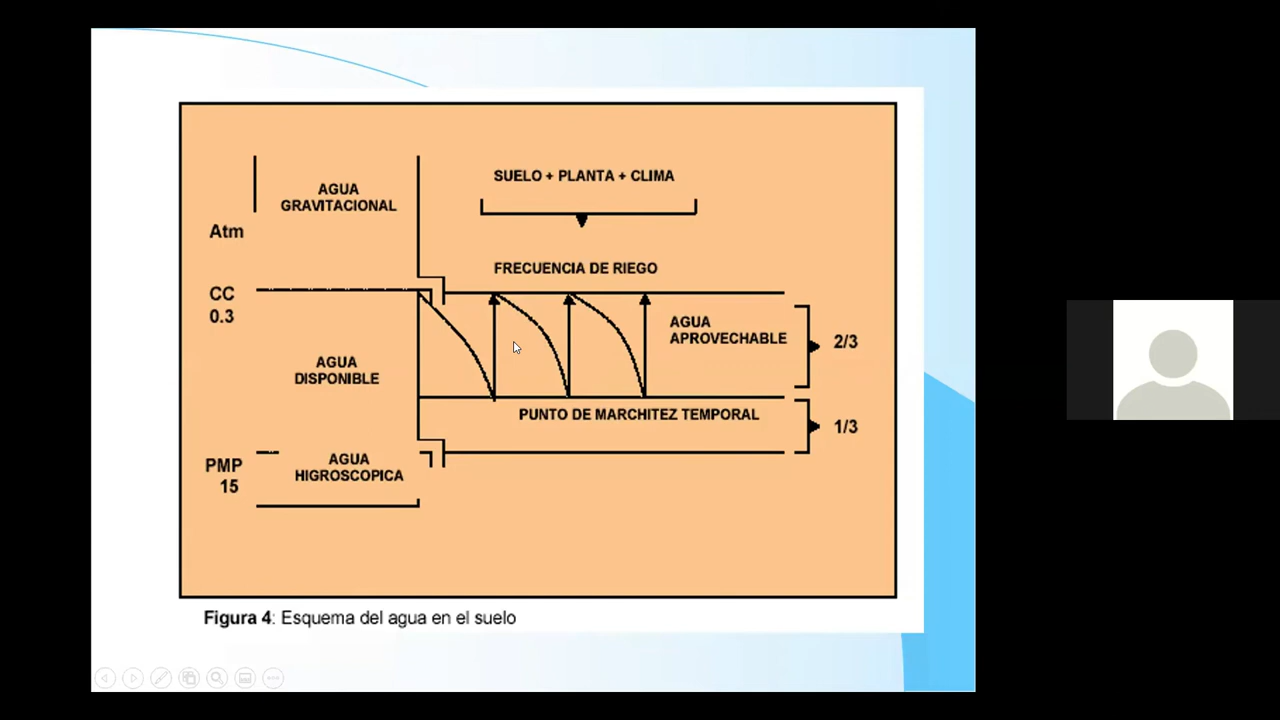 AGUA
GRAVITACIONAL
SUELO + PLANTA + CLIMA
Atm
FRECUENCIA DE RIEGO
CC
0.3
AGUA
APROVECHABLE
2/3
AGUA
DISPONIBLE
PUNTO DE MARCHITEZ TEMPORAL
1/3
PMP
15
AGUA
HIGROSCOPICA
Figura 4: Esquema del agua en el suelo